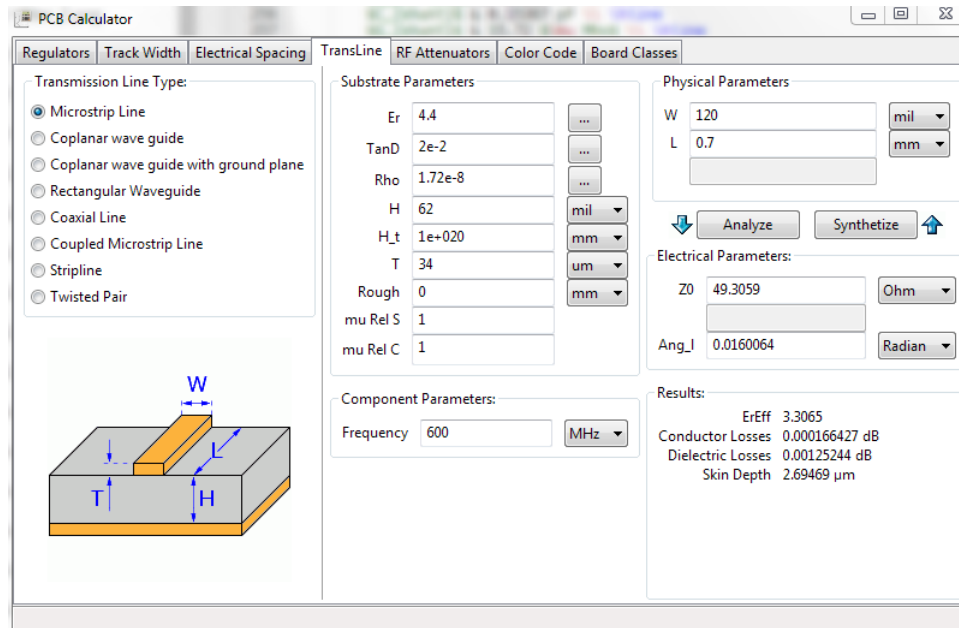 PCB Calculator
Regulators Track Width Electrical Spacing TransLine RF Attenuators Color Code Board Classes
Transmission Line Type:
Microstrip Line
Coplanar wave guide
Coplanar wave guide with ground plane
Rectangular Waveguide
Coaxial Line
Coupled Microstrip Line
Stripline
Twisted Pair
W
L
T
H
Substrate Parameters
Er 4.4 ...
TanD 2e-2 ...
Rho 1.72e-8 ...
H 62 mil
H_t 1e+020 mm
T 34 um
Rough 0 mm
mu Rel S 1
mu Rel C 1
Component Parameters:
Frequency 600 MHz
Physical Parameters
W 120 mil
L 0.7 mm
Analyze Synthetize
Electrical Parameters:
Z0 49.3059 Ohm
Ang_l 0.0160064 Radian
Results:
ErEff 3.3065
Conductor Losses 0.000166427 dB
Dielectric Losses 0.00125244 dB
Skin Depth 2.69469 µm